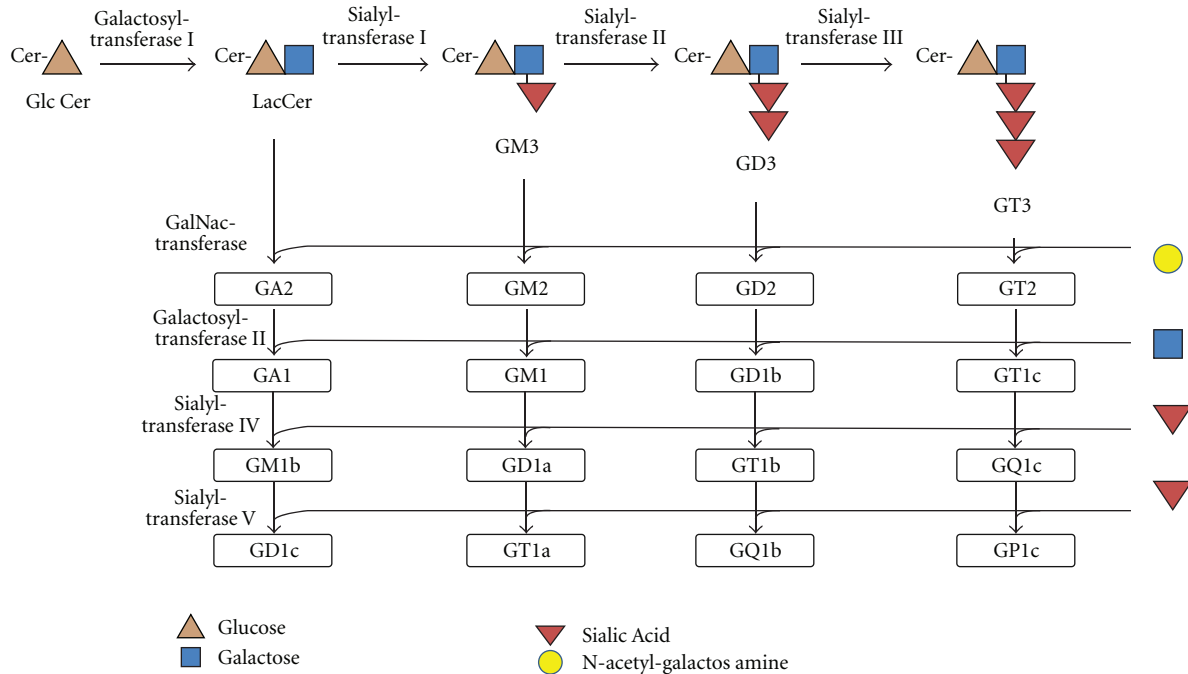 Galactosyl-
transferase I
Sialyl-
transferase I
Sialyl-
transferase II
Sialyl-
transferase III
Cer-
Cer-
Cer-
Cer-
Cer-
Glc Cer
LacCer
GM3
GD3
GT3
GalNac-
transferase
GA2
GM2
GD2
GT2
Galactosyl-
transferase II
GA1
GM1
GD1b
GT1c
Sialyl-
transferase IV
GM1b
GD1a
GT1b
GQ1c
Sialyl-
transferase V
GD1c
GT1a
GQ1b
GP1c
Glucose
Galactose
Sialic Acid
N-acetyl-galactos amine